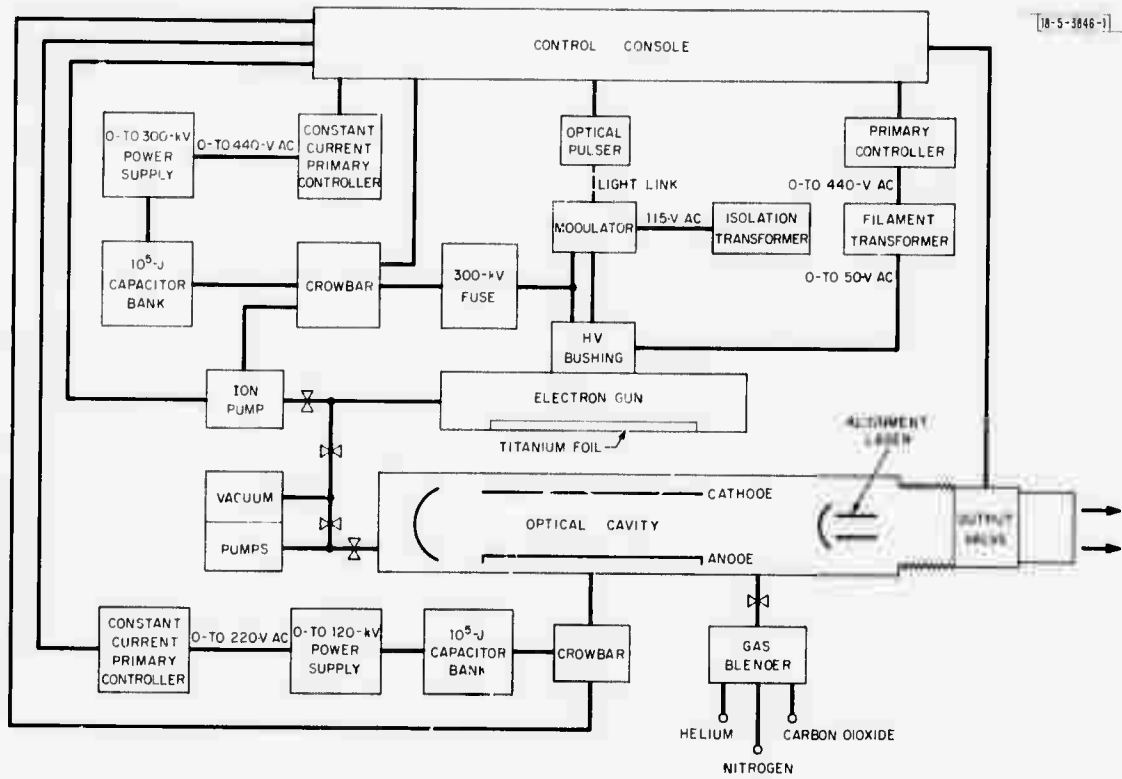 18-5-3846-1
CONTROL CONSOLE
0-TO 300-kV
POWER
SUPPLY
0-TO 440-V AC
CONSTANT
CURRENT
PRIMARY
CONTROLLER
OPTICAL
PULSER
PRIMARY
CONTROLLER
LIGHT LINK
0-TO 440-V AC
MODULATOR
115-V AC
ISOLATION
TRANSFORMER
FILAMENT
TRANSFORMER
10⁵-J
CAPACITOR
BANK
CROWBAR
300-kV
FUSE
0-TO 50-V AC
HV
BUSHING
ION
PUMP
ELECTRON GUN
TITANIUM FOIL
ALIGNMENT
LASER
VACUUM
PUMPS
CATHODE
OPTICAL CAVITY
ANODE
OUTPUT
VALVE
CONSTANT
CURRENT
PRIMARY
CONTROLLER
0-TO 220-V AC
0-TO 120-kV
POWER
SUPPLY
10⁵-J
CAPACITOR
BANK
CROWBAR
GAS
BLENDER
HELIUM
CARBON DIOXIDE
NITROGEN